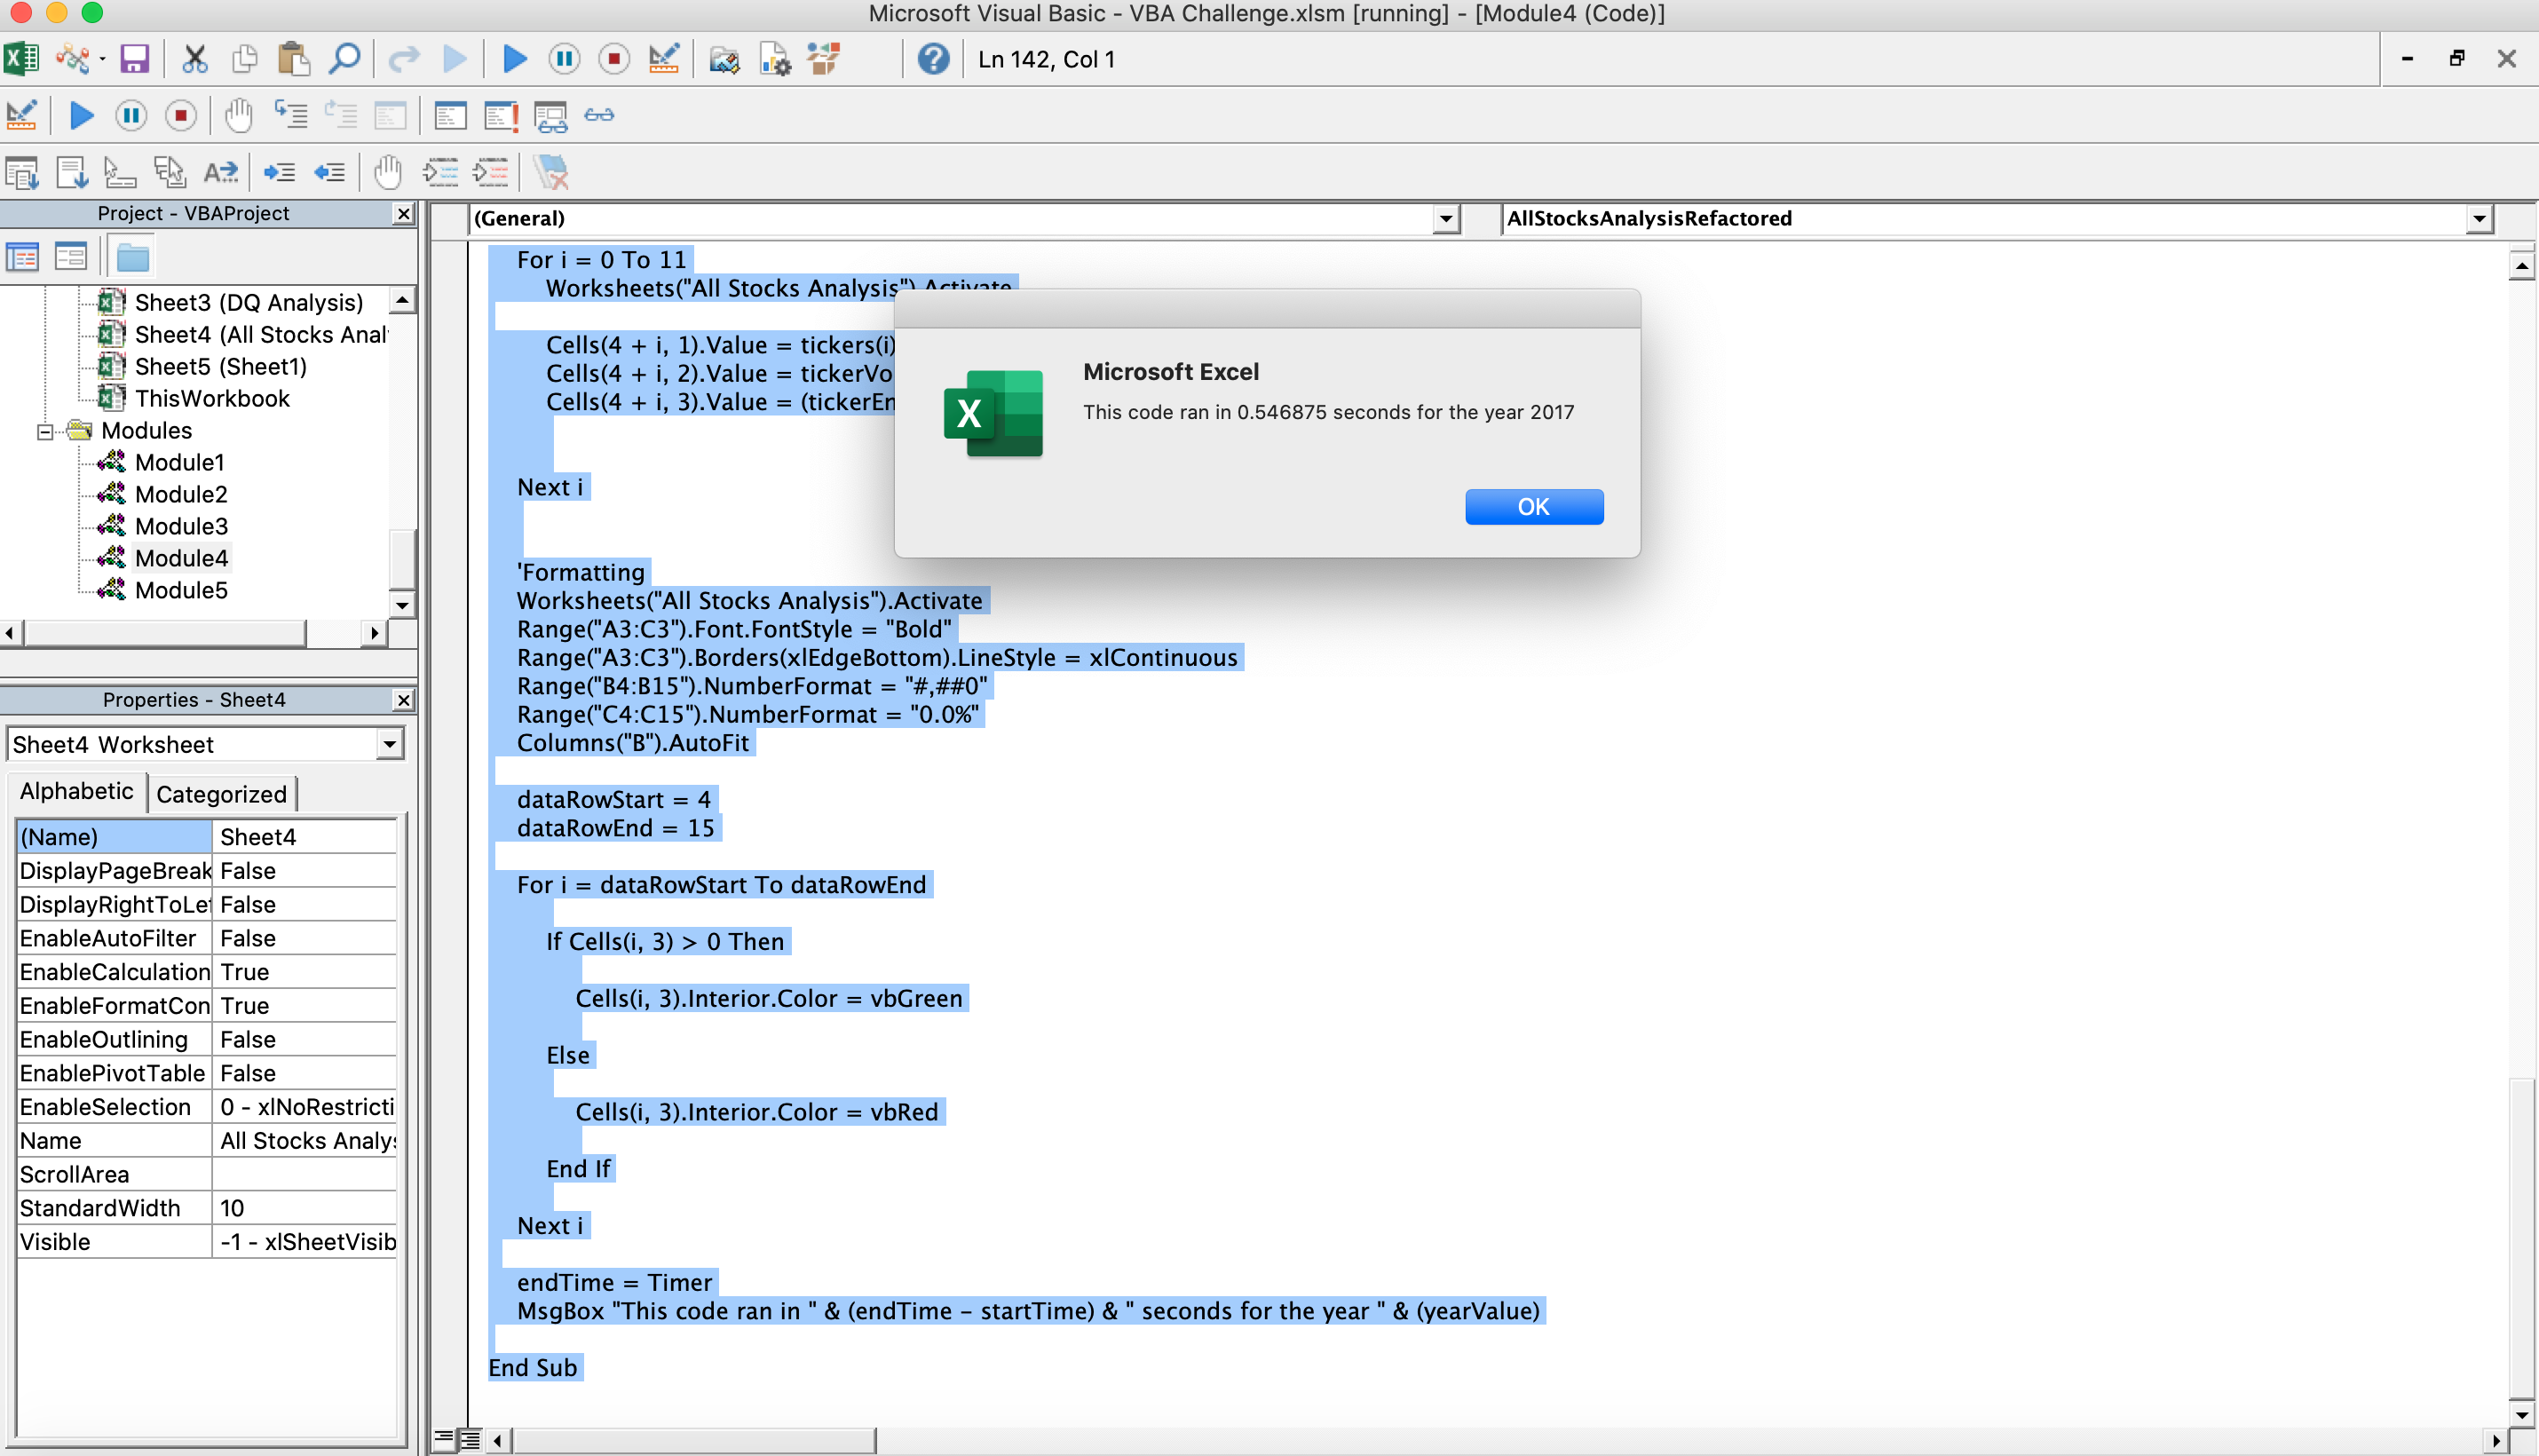 Microsoft Visual Basic - VBA Challenge.xlsm [running] - [Module4 (Code)]
Ln 142, Col 1
Project - VBAProject
Sheet3 (DQ Analysis)
Sheet4 (All Stocks Anal
Sheet5 (Sheet1)
ThisWorkbook
Modules
Module1
Module2
Module3
Module4
Module5
Properties - Sheet4
Sheet4 Worksheet
Alphabetic
Categorized
(Name) Sheet4
DisplayPageBreak False
DisplayRightToLef False
EnableAutoFilter False
EnableCalculation True
EnableFormatCon True
EnableOutlining False
EnablePivotTable False
EnableSelection 0 - xlNoRestricti
Name All Stocks Analys
ScrollArea
StandardWidth 10
Visible -1 - xlSheetVisib
(General)
AllStocksAnalysisRefactored
For i = 0 To 11
Worksheets("All Stocks Analysis").Activate
Cells(4 + i, 1).Value = tickers(i)
Cells(4 + i, 2).Value = tickerVo
Cells(4 + i, 3).Value = (tickerEn
Next i
'Formatting
Worksheets("All Stocks Analysis").Activate
Range("A3:C3").Font.FontStyle = "Bold"
Range("A3:C3").Borders(xlEdgeBottom).LineStyle = xlContinuous
Range("B4:B15").NumberFormat = "#,##0"
Range("C4:C15").NumberFormat = "0.0%"
Columns("B").AutoFit
dataRowStart = 4
dataRowEnd = 15
For i = dataRowStart To dataRowEnd
If Cells(i, 3) > 0 Then
Cells(i, 3).Interior.Color = vbGreen
Else
Cells(i, 3).Interior.Color = vbRed
End If
Next i
endTime = Timer
MsgBox "This code ran in " & (endTime - startTime) & " seconds for the year " & (yearValue)
End Sub
Microsoft Excel
This code ran in 0.546875 seconds for the year 2017
OK